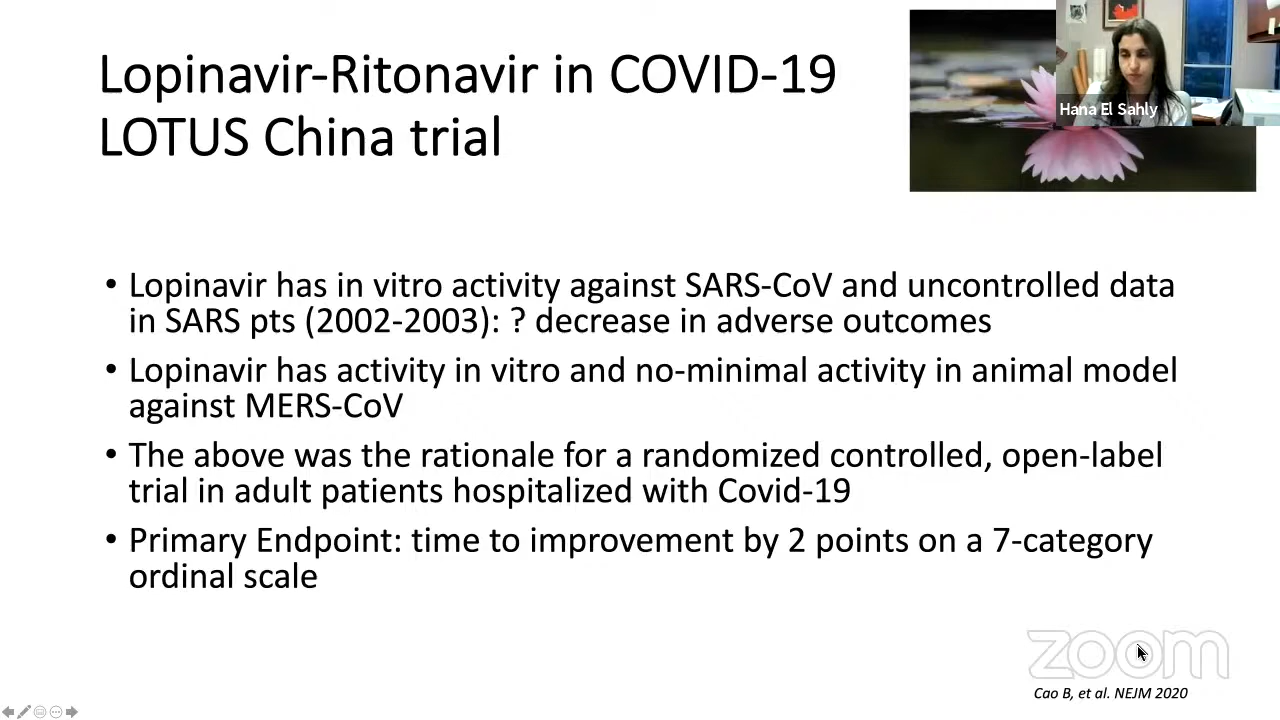 Lopinavir-Ritonavir in COVID-19
LOTUS China trial
Hana El Sahly
• Lopinavir has in vitro activity against SARS-CoV and uncontrolled data
in SARS pts (2002-2003): ? decrease in adverse outcomes
• Lopinavir has activity in vitro and no-minimal activity in animal model
against MERS-CoV
• The above was the rationale for a randomized controlled, open-label
trial in adult patients hospitalized with Covid-19
• Primary Endpoint: time to improvement by 2 points on a 7-category
ordinal scale
zoom
Cao B, et al. NEJM 2020